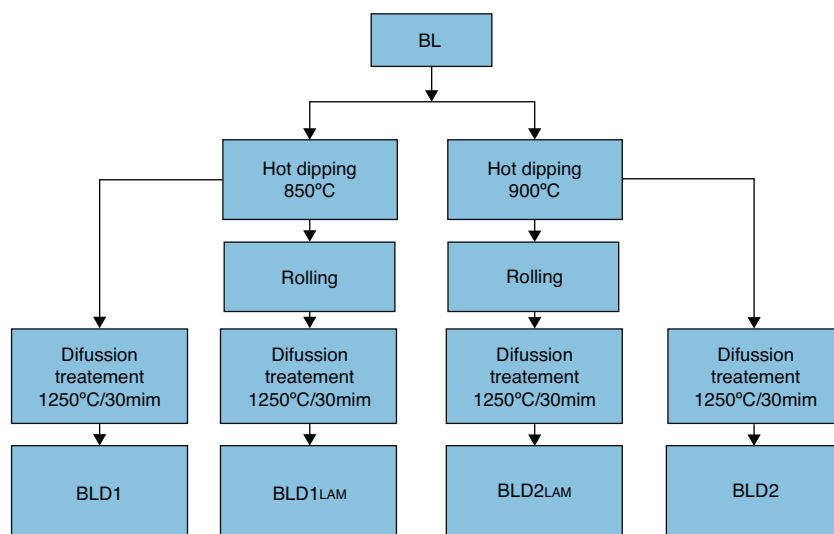 BL
Hot dipping
850ºC
Hot dipping
900ºC
Rolling
Rolling
Difussion
treatement
1250ºC/30mim
Difussion
treatement
1250ºC/30mim
Difussion
treatement
1250ºC/30mim
Difussion
treatement
1250ºC/30mim
BLD1
BLD1LAM
BLD2LAM
BLD2